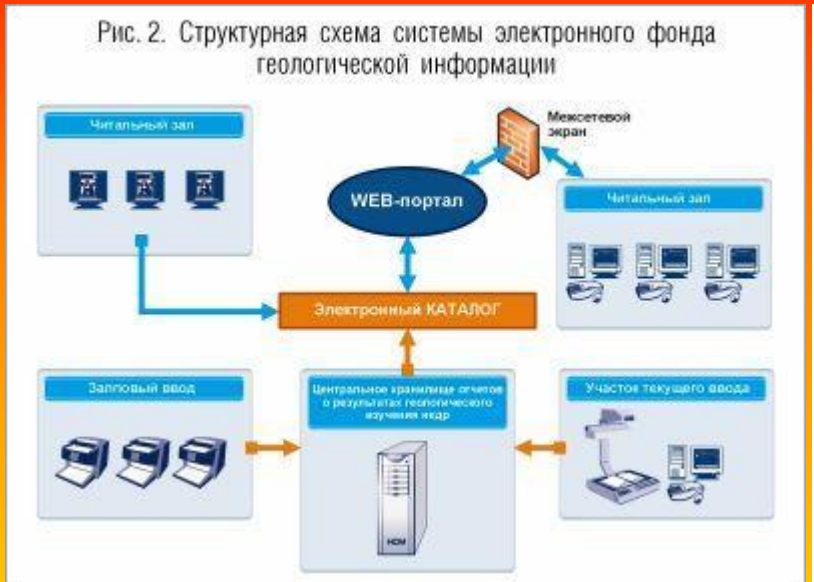 Рис. 2. Структурная схема системы электронного фонда
геологической информации
Читальный зал
Межсетевой
экран
WEB-портал
Читальный зал
Электронный КАТАЛОГ
Залповый ввод
Центральное хранилище отчетов
о результатах геологического
изучения недр
Участок текущего ввода
HCM